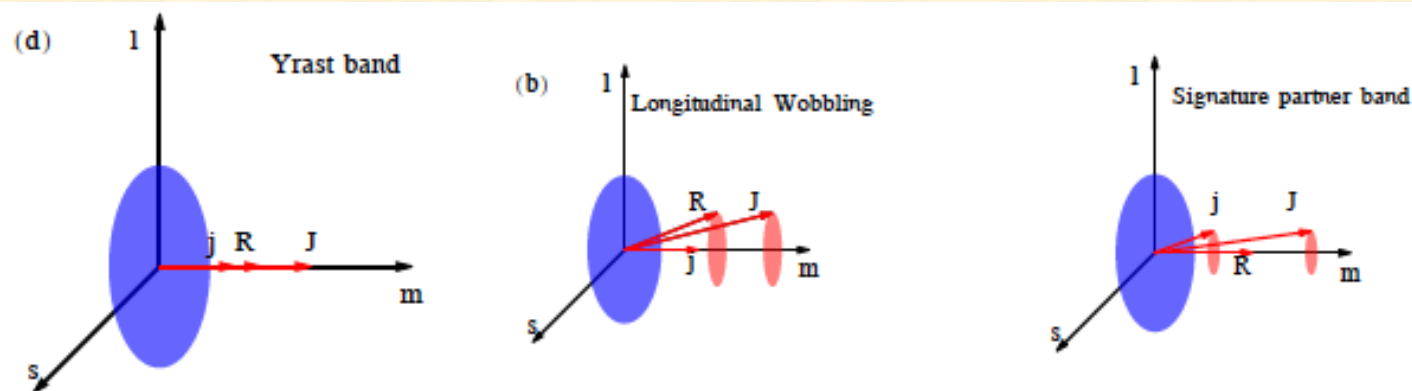 (d)
l
Yrast band
j R J
m
s
(b)
l
Longitudinal Wobbling
R J
j
m
s
l
Signature partner band
j J
R
m
s